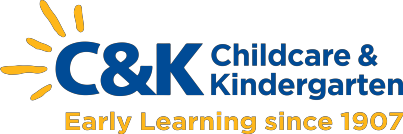 C&K Childcare &
Kindergarten
Early Learning since 1907